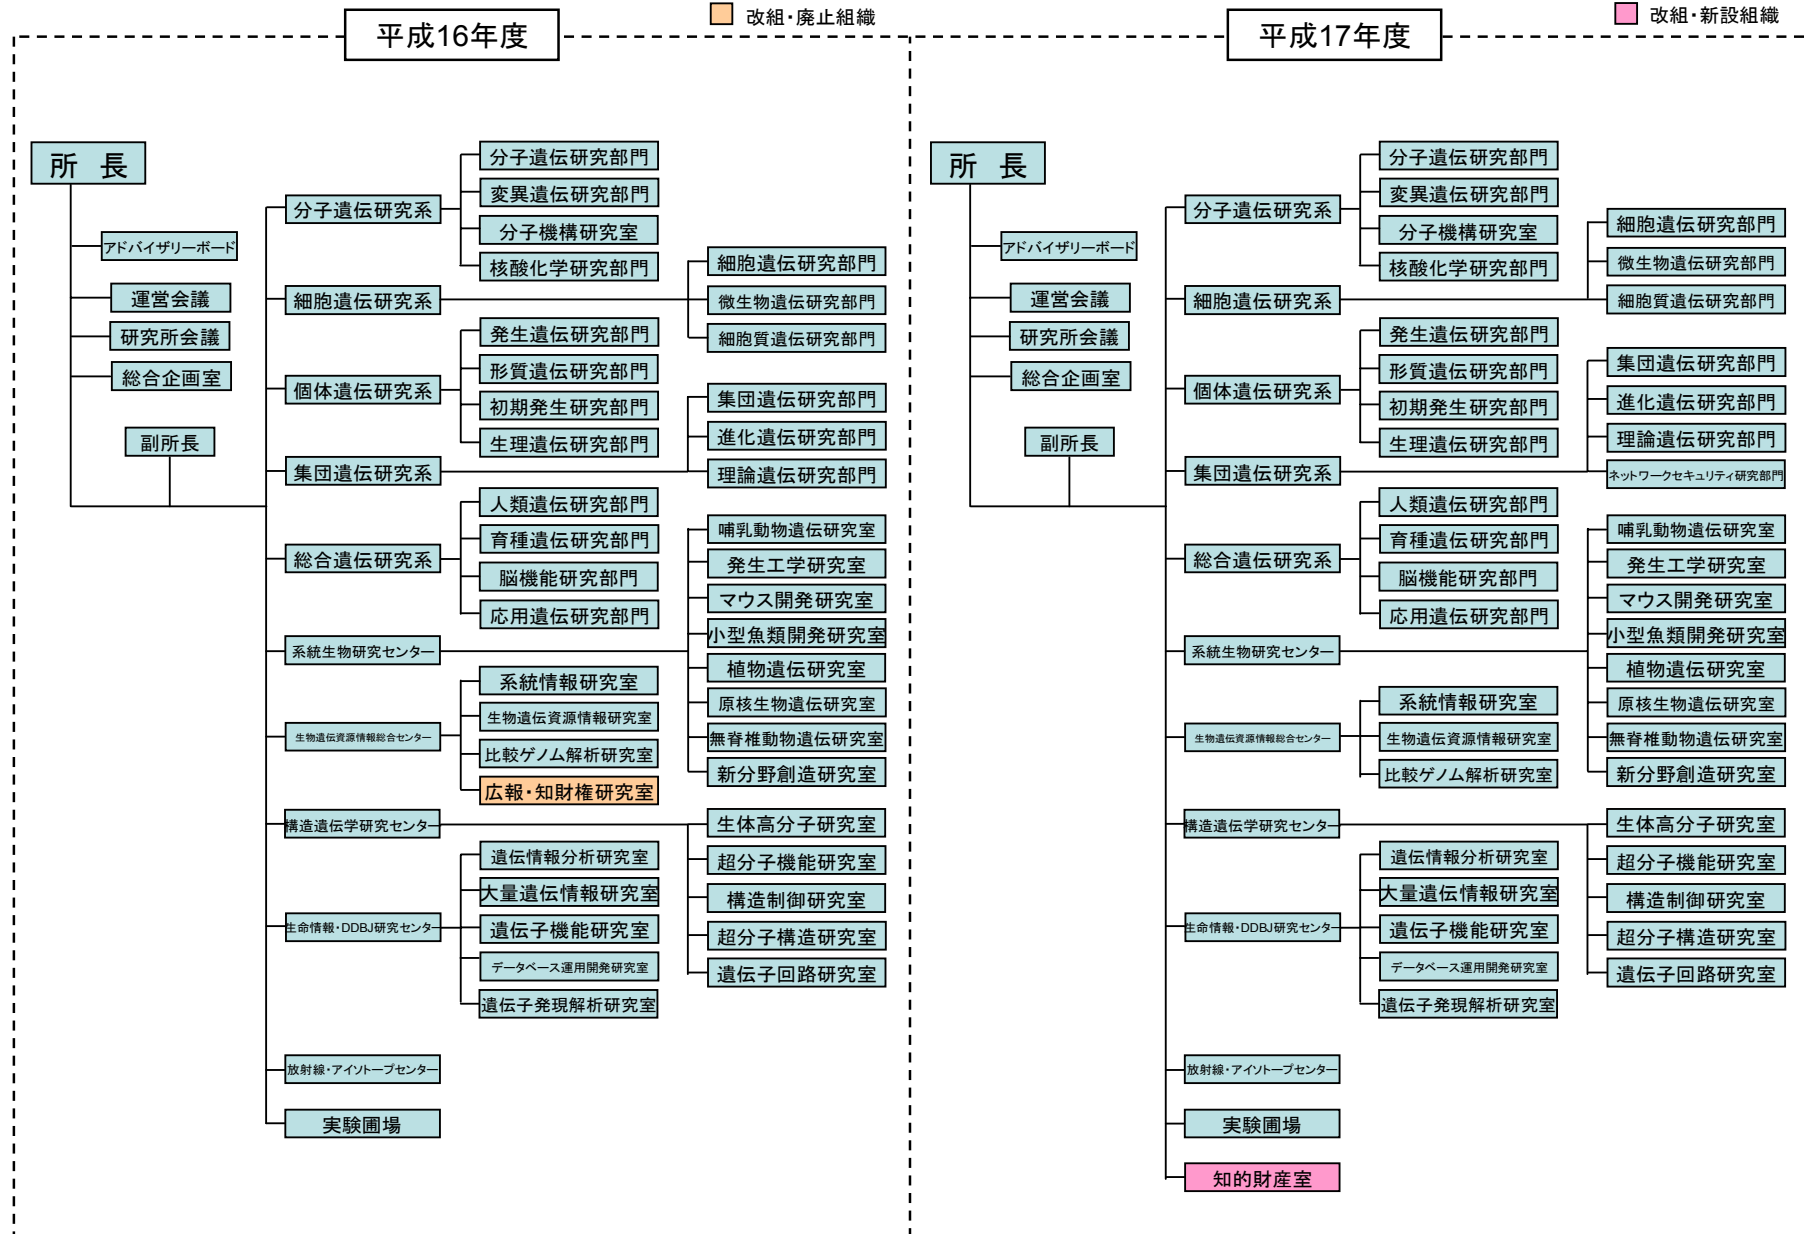 改組・廃止組織
平成16年度
所　長
アドバイザリーボード
運営会議
研究所会議
総合企画室
副所長
分子遺伝研究系
分子遺伝研究部門
変異遺伝研究部門
分子機構研究室
核酸化学研究部門
細胞遺伝研究系
細胞遺伝研究部門
微生物遺伝研究部門
細胞質遺伝研究部門
個体遺伝研究系
発生遺伝研究部門
形質遺伝研究部門
初期発生研究部門
生理遺伝研究部門
集団遺伝研究系
集団遺伝研究部門
進化遺伝研究部門
理論遺伝研究部門
総合遺伝研究系
人類遺伝研究部門
育種遺伝研究部門
脳機能研究部門
応用遺伝研究部門
系統生物研究センター
哺乳動物遺伝研究室
発生工学研究室
マウス開発研究室
小型魚類開発研究室
植物遺伝研究室
原核生物遺伝研究室
無脊椎動物遺伝研究室
新分野創造研究室
生物遺伝資源情報総合センター
系統情報研究室
生物遺伝資源情報研究室
比較ゲノム解析研究室
広報・知財権研究室
構造遺伝学研究センター
生体高分子研究室
超分子機能研究室
構造制御研究室
超分子構造研究室
遺伝子回路研究室
生命情報・DDBJ研究センター
遺伝情報分析研究室
大量遺伝情報研究室
遺伝子機能研究室
データベース運用開発研究室
遺伝子発現解析研究室
放射線・アイソトープセンター
実験圃場
改組・新設組織
平成17年度
所　長
アドバイザリーボード
運営会議
研究所会議
総合企画室
副所長
分子遺伝研究系
分子遺伝研究部門
変異遺伝研究部門
分子機構研究室
核酸化学研究部門
細胞遺伝研究系
細胞遺伝研究部門
微生物遺伝研究部門
細胞質遺伝研究部門
個体遺伝研究系
発生遺伝研究部門
形質遺伝研究部門
初期発生研究部門
生理遺伝研究部門
集団遺伝研究系
集団遺伝研究部門
進化遺伝研究部門
理論遺伝研究部門
ネットワークセキュリティ研究部門
総合遺伝研究系
人類遺伝研究部門
育種遺伝研究部門
脳機能研究部門
応用遺伝研究部門
系統生物研究センター
哺乳動物遺伝研究室
発生工学研究室
マウス開発研究室
小型魚類開発研究室
植物遺伝研究室
原核生物遺伝研究室
無脊椎動物遺伝研究室
新分野創造研究室
生物遺伝資源情報総合センター
系統情報研究室
生物遺伝資源情報研究室
比較ゲノム解析研究室
構造遺伝学研究センター
生体高分子研究室
超分子機能研究室
構造制御研究室
超分子構造研究室
遺伝子回路研究室
生命情報・DDBJ研究センター
遺伝情報分析研究室
大量遺伝情報研究室
遺伝子機能研究室
データベース運用開発研究室
遺伝子発現解析研究室
放射線・アイソトープセンター
実験圃場
知的財産室